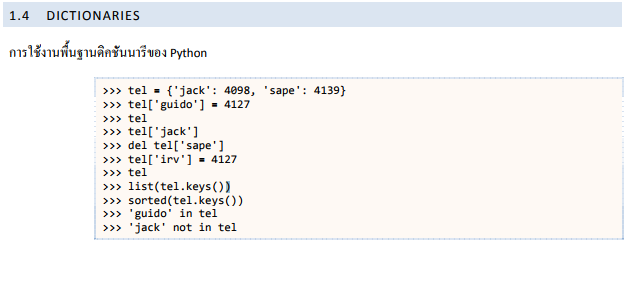 1.4 DICTIONARIES
การใช้งานพื้นฐานดิคชันนารีของ Python
>>> tel = {'jack': 4098, 'sape': 4139}
>>> tel['guido'] = 4127
>>> tel
>>> tel['jack']
>>> del tel['sape']
>>> tel['irv'] = 4127
>>> tel
>>> list(tel.keys())
>>> sorted(tel.keys())
>>> 'guido' in tel
>>> 'jack' not in tel